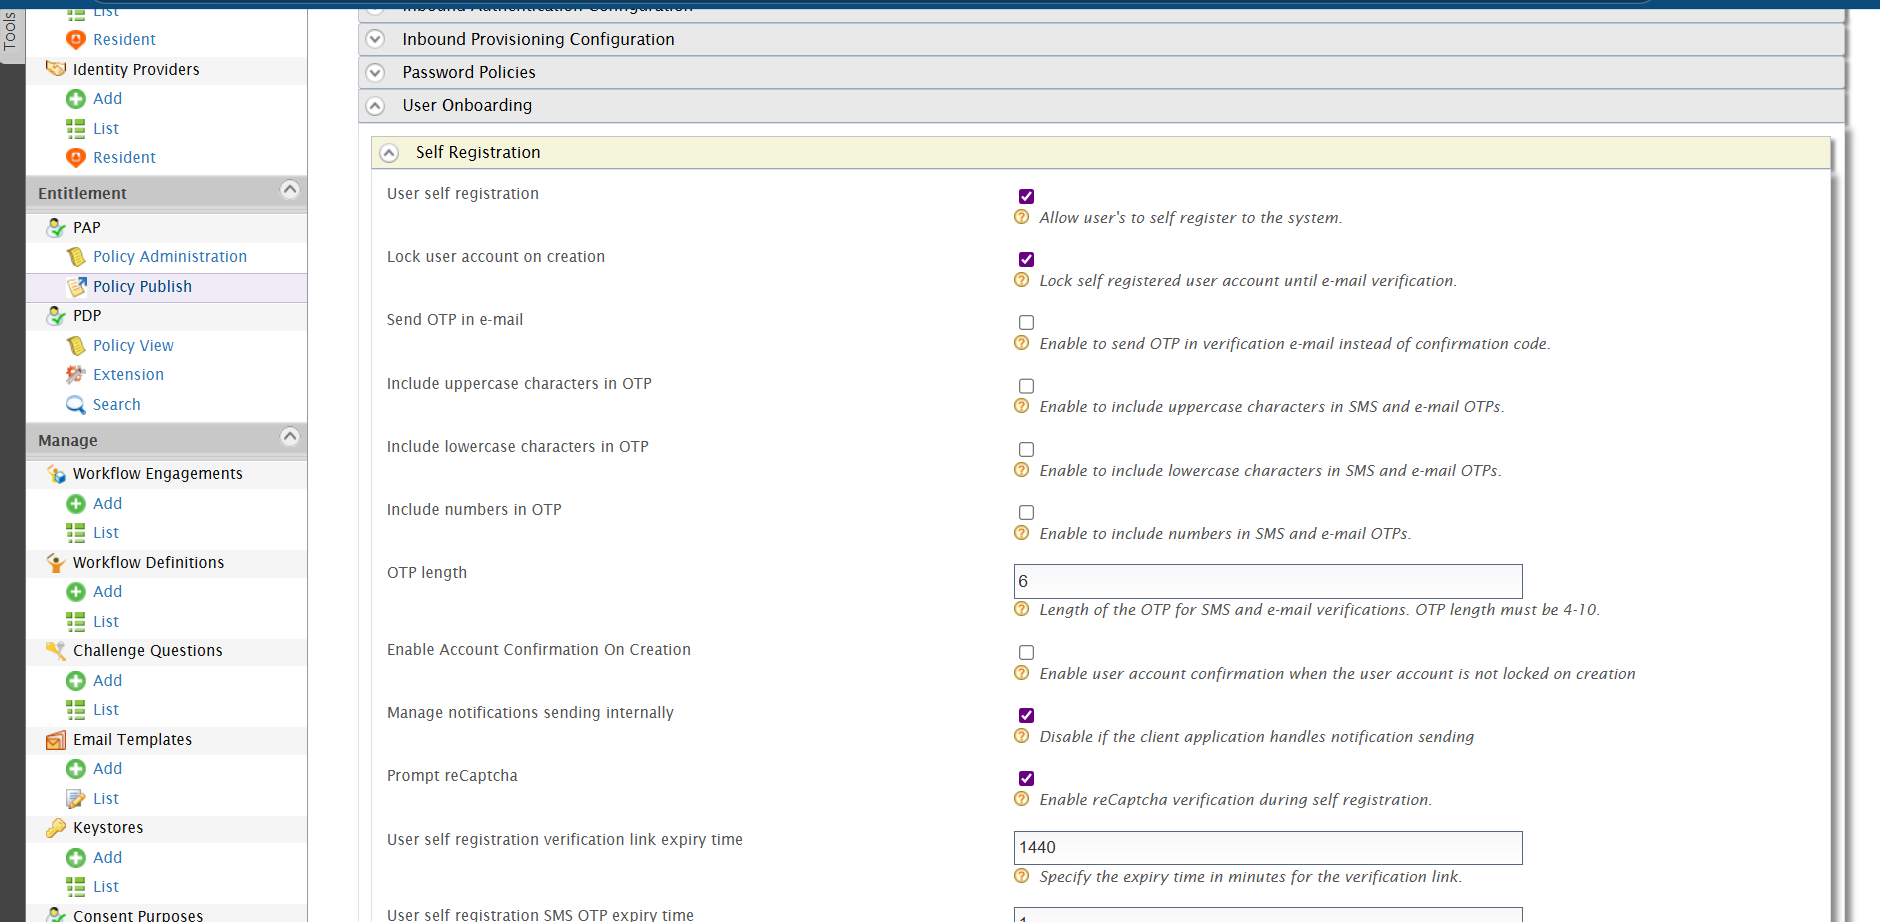 Tools
List
Resident
Identity Providers
Add
List
Resident
Entitlement
PAP
Policy Administration
Policy Publish
PDP
Policy View
Extension
Search
Manage
Workflow Engagements
Add
List
Workflow Definitions
Add
List
Challenge Questions
Add
List
Email Templates
Add
List
Keystores
Add
List
Consent Purposes
Inbound Authentication Configuration
Inbound Provisioning Configuration
Password Policies
User Onboarding
Self Registration
User self registration
Allow user's to self register to the system.
Lock user account on creation
Lock self registered user account until e-mail verification.
Send OTP in e-mail
Enable to send OTP in verification e-mail instead of confirmation code.
Include uppercase characters in OTP
Enable to include uppercase characters in SMS and e-mail OTPs.
Include lowercase characters in OTP
Enable to include lowercase characters in SMS and e-mail OTPs.
Include numbers in OTP
Enable to include numbers in SMS and e-mail OTPs.
OTP length
6
Length of the OTP for SMS and e-mail verifications. OTP length must be 4-10.
Enable Account Confirmation On Creation
Enable user account confirmation when the user account is not locked on creation
Manage notifications sending internally
Disable if the client application handles notification sending
Prompt reCaptcha
Enable reCaptcha verification during self registration.
User self registration verification link expiry time
1440
Specify the expiry time in minutes for the verification link.
User self registration SMS OTP expiry time
1